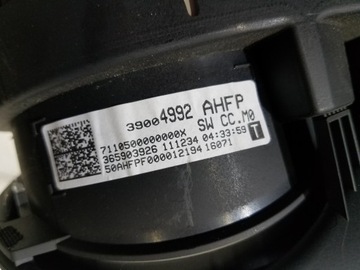 39004992 AHFP
7110500000000X SW CC.M0
365903926 111234 04:33:59
50AHFPF000012194 16071 T